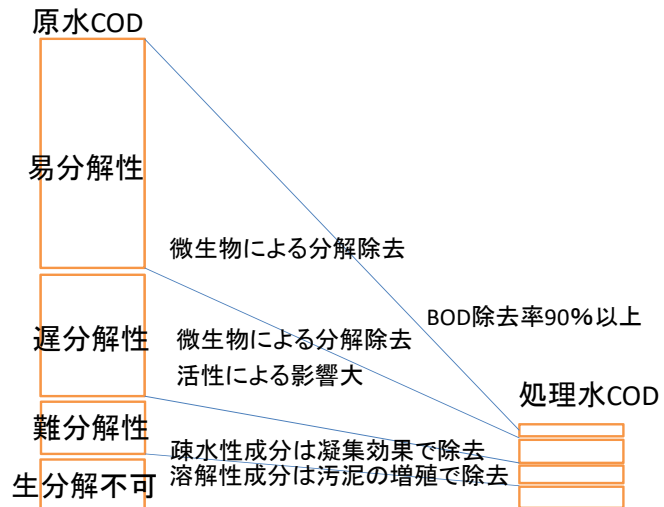 原水COD
易分解性
微生物による分解除去
BOD除去率90%以上
遅分解性
微生物による分解除去
活性による影響大
処理水COD
難分解性
疎水性成分は凝集効果で除去
溶解性成分は汚泥の増殖で除去
生分解不可